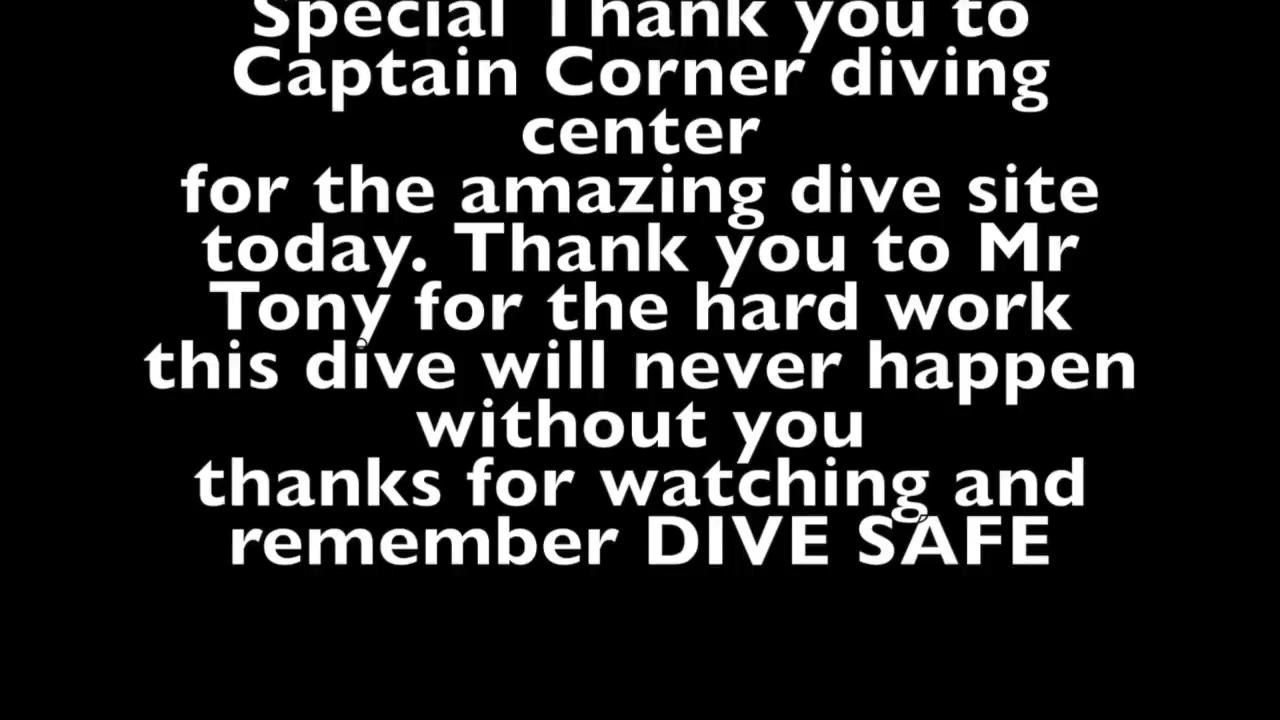 Special Thank you to
Captain Corner diving
center
for the amazing dive site
today. Thank you to Mr
Tony for the hard work
this dive will never happen
without you
thanks for watching and
remember DIVE SAFE